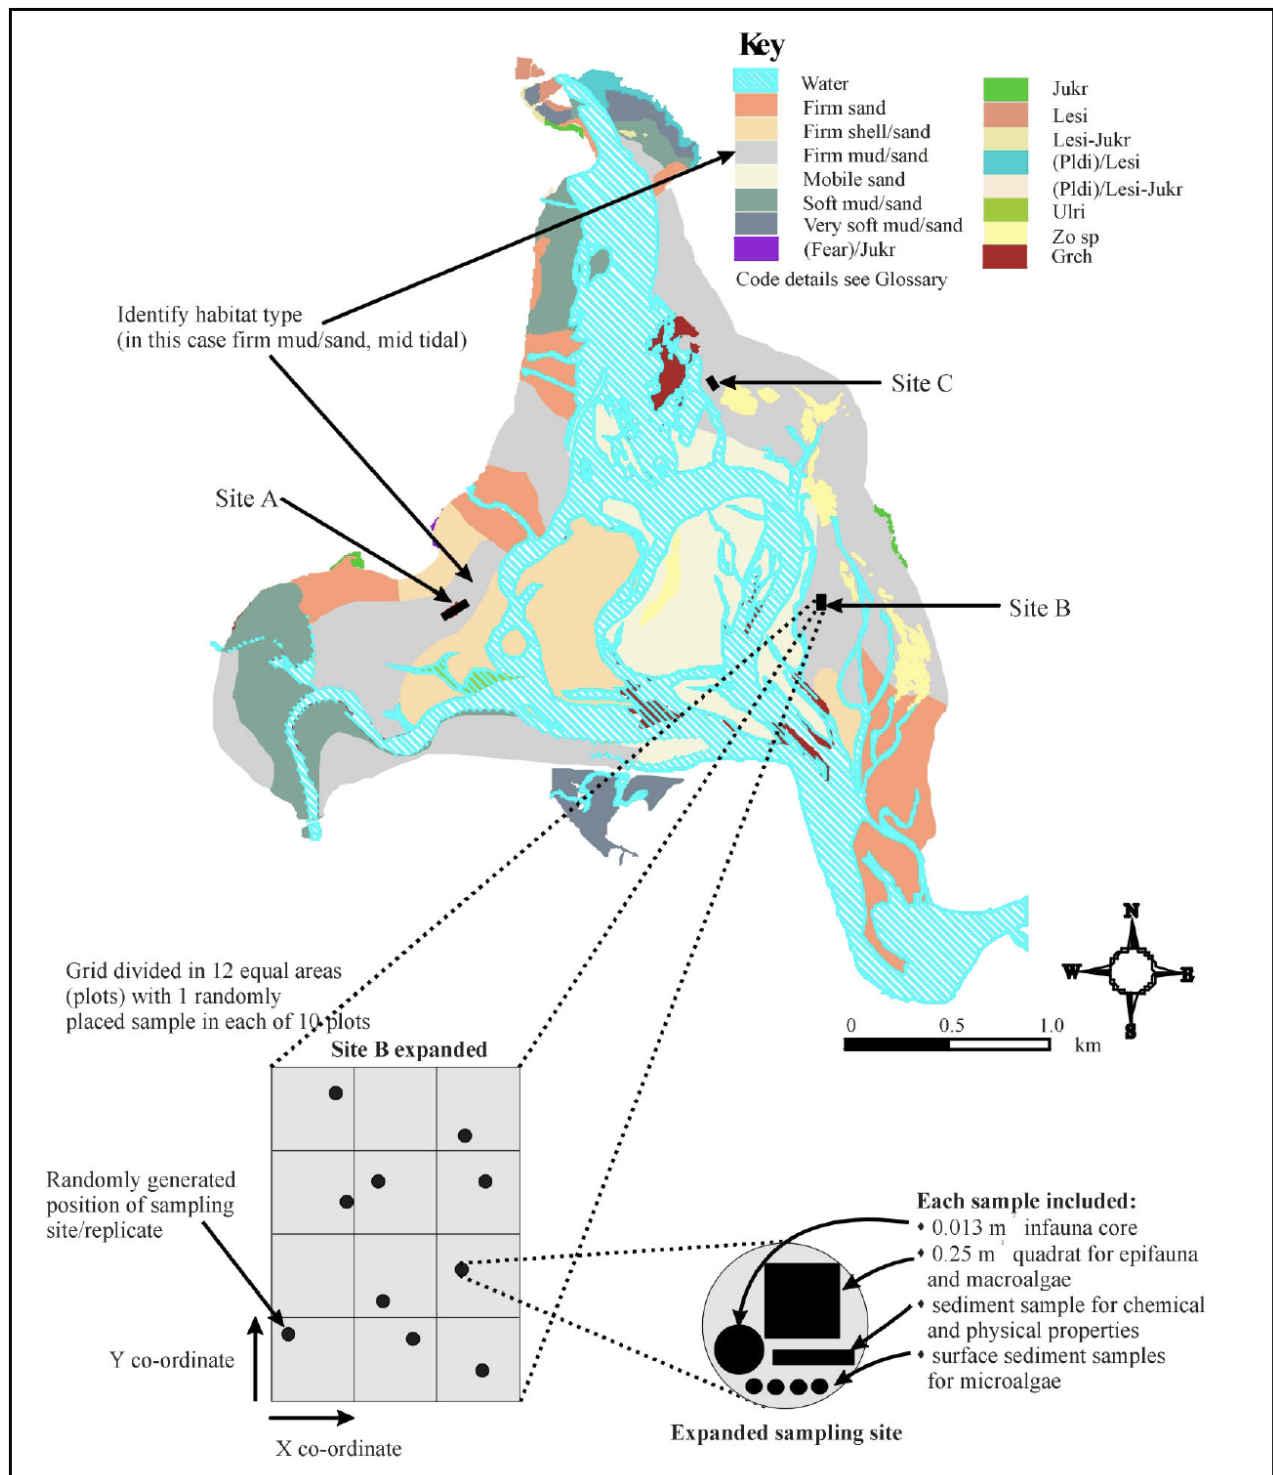 Key
Water
Firm sand
Firm shell/sand
Firm mud/sand
Mobile sand
Soft mud/sand
Very soft mud/sand
(Fear)/Jukr
Jukr
Lesi
Lesi-Jukr
(Pldi)/Lesi
(Pldi)/Lesi-Jukr
Ulri
Zo sp
Grch
Code details see Glossary
Identify habitat type
(in this case firm mud/sand, mid tidal)
Site C
Site A
Site B
N
W E
S
0 0.5 1.0
km
Grid divided in 12 equal areas
(plots) with 1 randomly
placed sample in each of 10 plots
Site B expanded
Randomly generated
position of sampling
site/replicate
Y co-ordinate
X co-ordinate
Each sample included:
♦ 0.013 m² infauna core
♦ 0.25 m² quadrat for epifauna
and macroalgae
♦ sediment sample for chemical
and physical properties
♦ surface sediment samples
for microalgae
Expanded sampling site